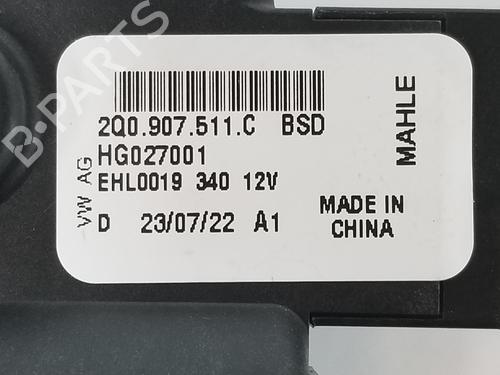 2Q0.907.511.C BSD
HG027001
EHL0019 340 12V
D 23/07/22 A1
VW AG
MAHLE
MADE IN
CHINA
B-PARTS